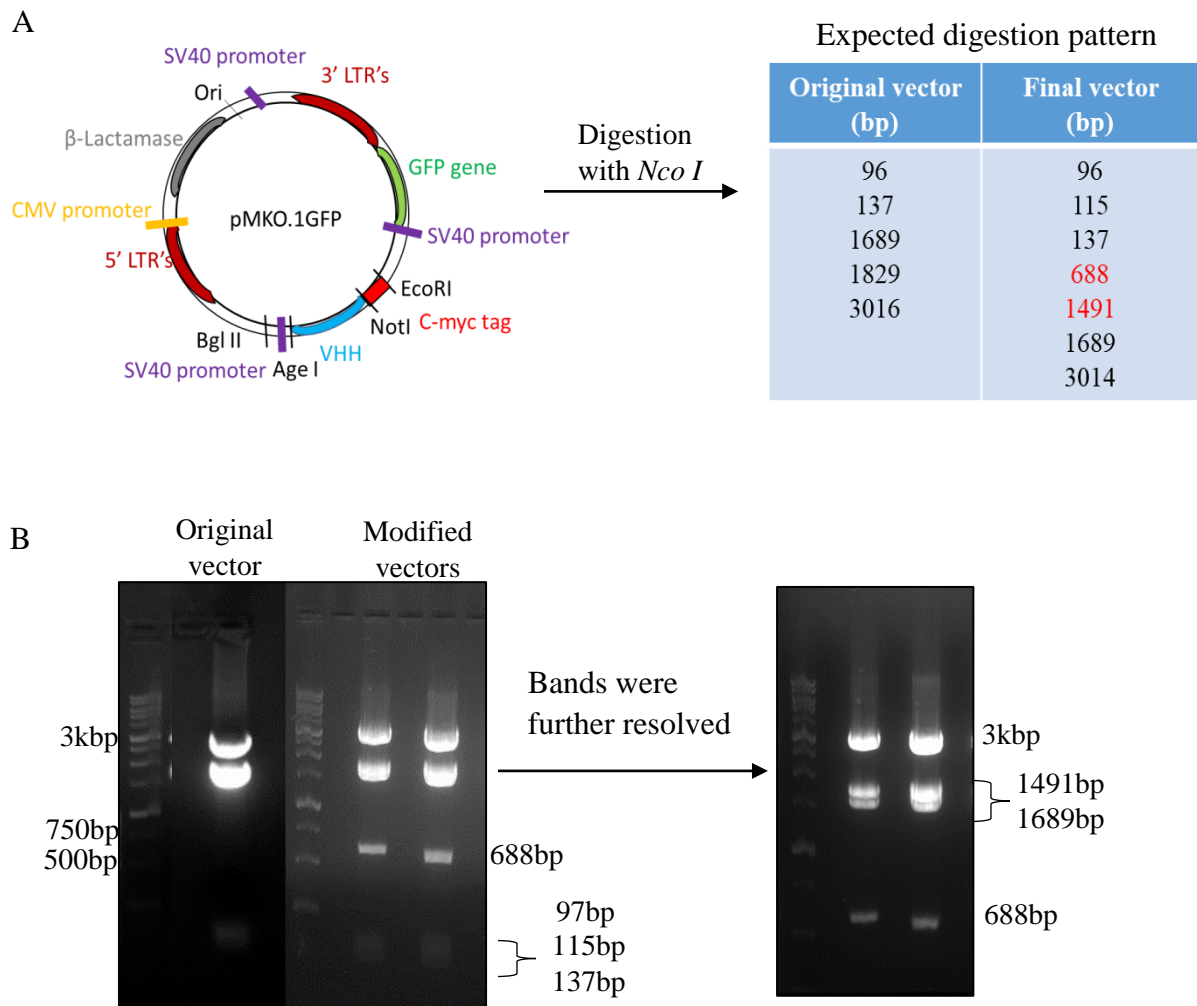 A
SV40 promoter
3' LTR's
Ori
β-Lactamase
GFP gene
CMV promoter
pMKO.1GFP
SV40 promoter
5' LTR's
EcoRI
NotI
C-myc tag
Bgl II
VHH
SV40 promoter
Age I
Digestion
with Nco I
Expected digestion pattern
Original vector
(bp)
Final vector
(bp)
96 96
137 115
1689 137
1829 688
3016 1491
1689
3014
B
Original
vector
Modified
vectors
3kbp
750bp
500bp
688bp
97bp
115bp
137bp
Bands were
further resolved
3kbp
1491bp
1689bp
688bp